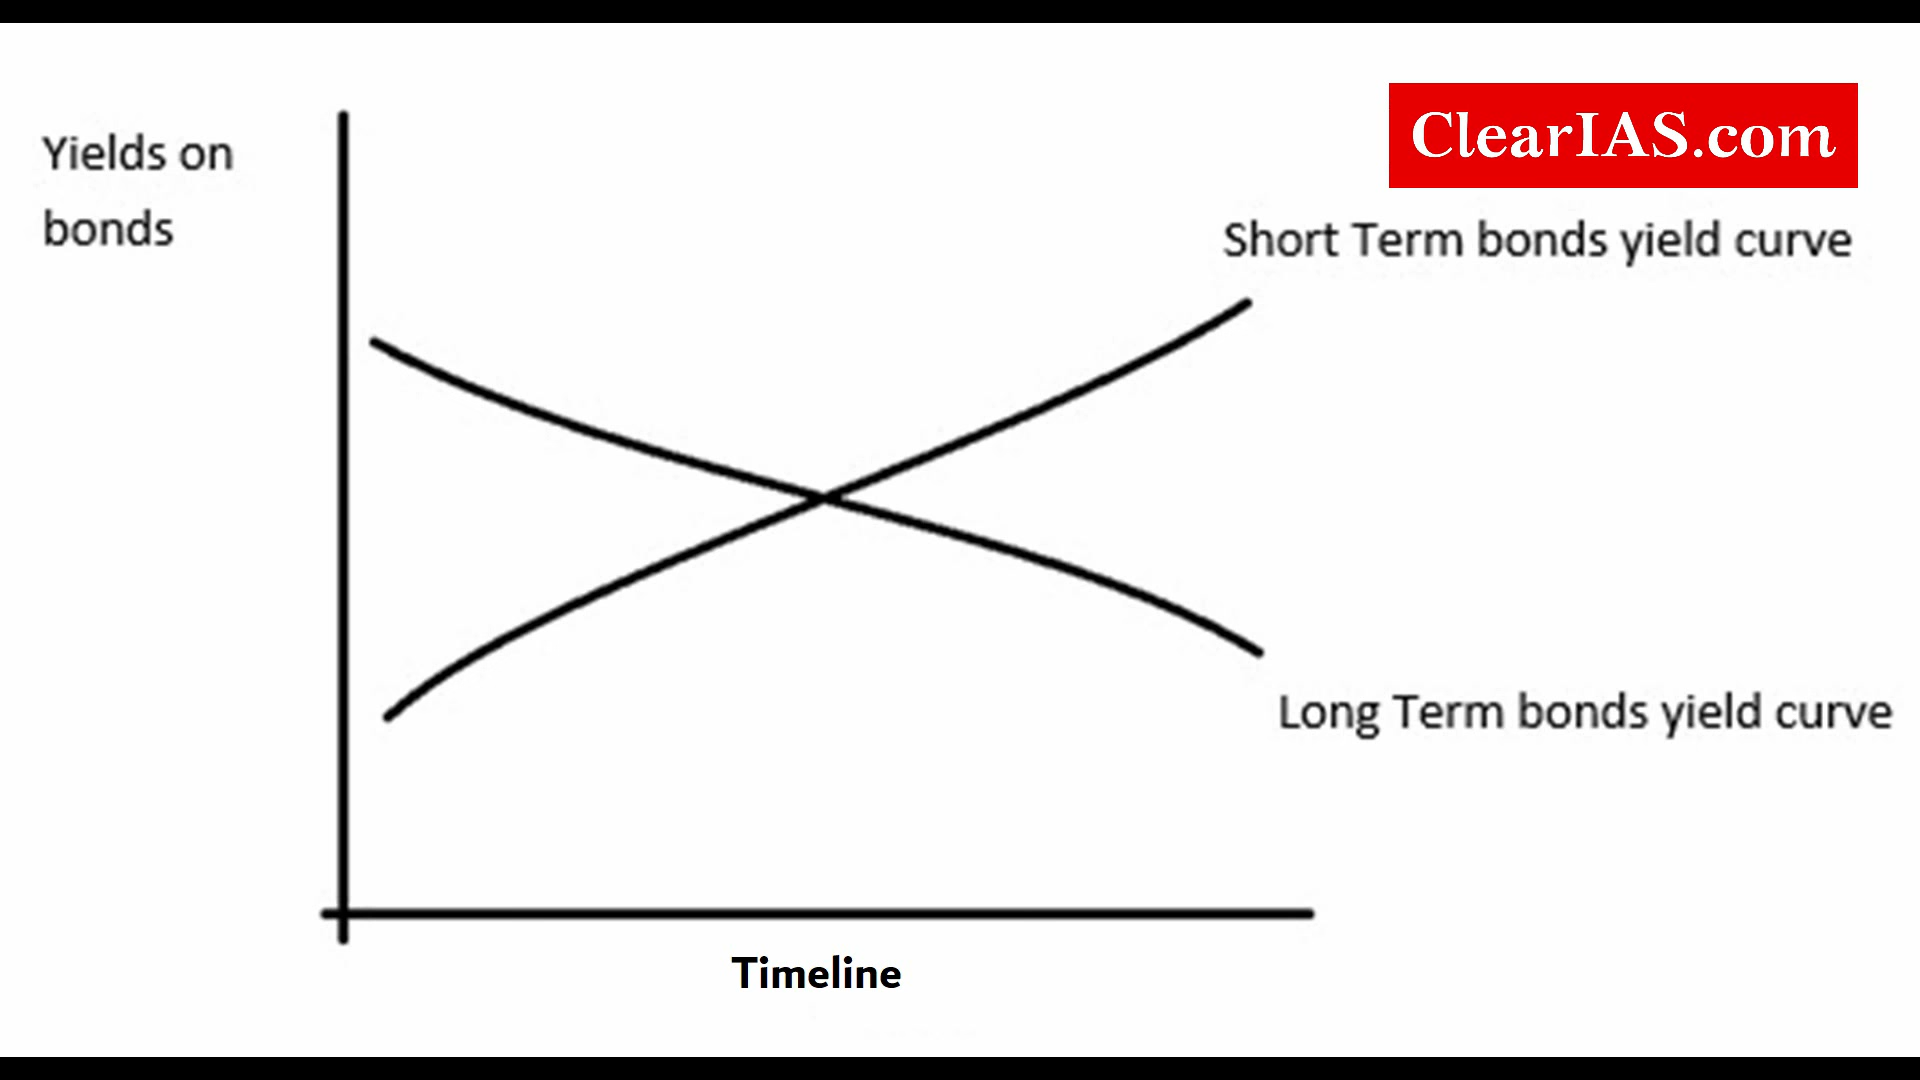 ClearIAS.com
Yields on
bonds
Short Term bonds yield curve
Long Term bonds yield curve
Timeline